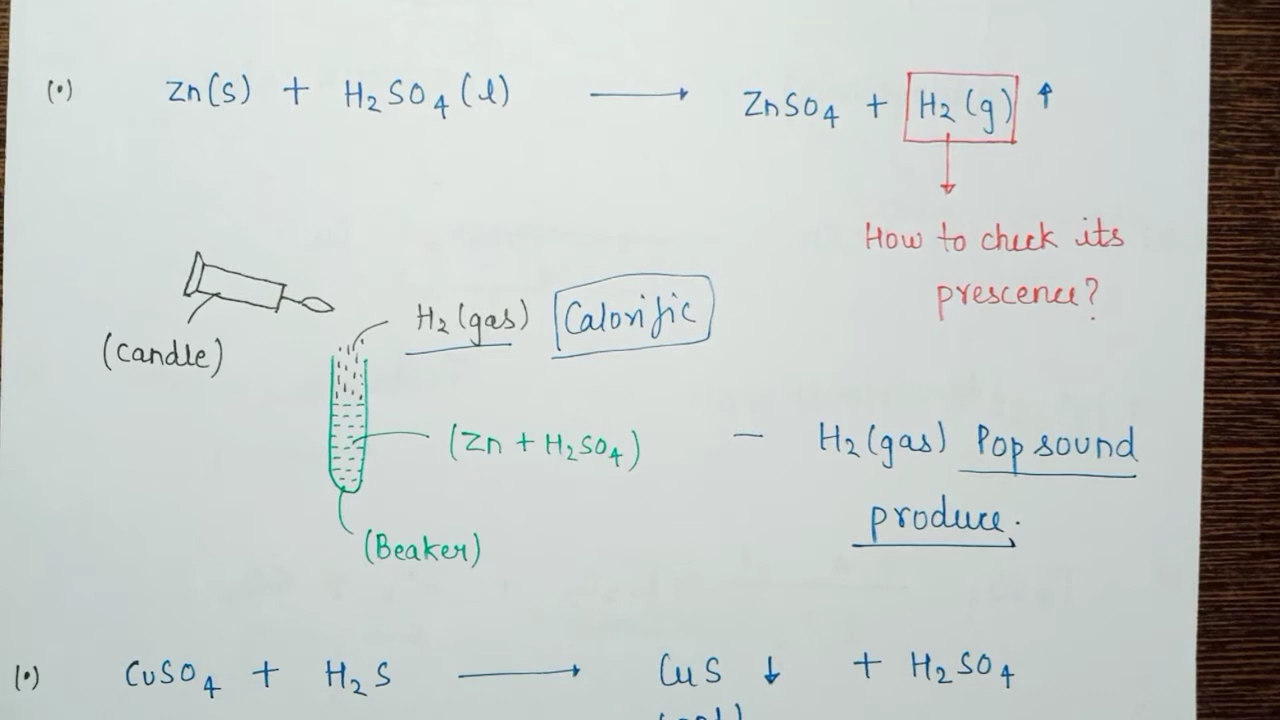 (•) Zn(s) + H2SO4(l) ⟶ ZnSO4 + H2(g) ↑
How to check its
prescence?
(candle)
H2(gas) Calorific
(Zn + H2SO4)
– H2(gas) Pop sound
produce.
(Beaker)
(•) CuSO4 + H2S ⟶ CuS ↓ + H2SO4